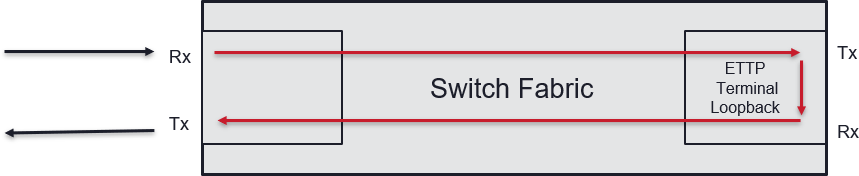 Rx
Tx
Switch Fabric
ETTP
Terminal
Loopback
Tx
Rx